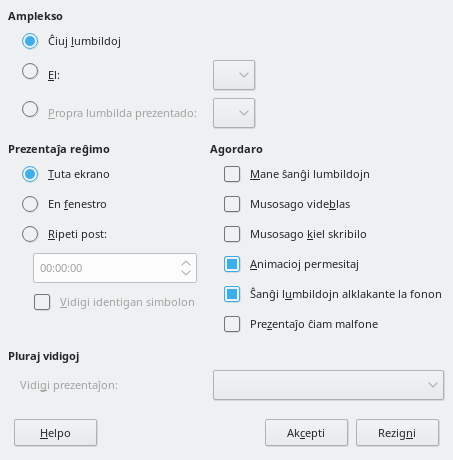 Amplekso
Ĉiuj lumbildoj
El:
Propra lumbilda prezentado:
Prezentaĵa reĝimo
Tuta ekrano
En fenestro
Ripeti post:
00:00:00
Vidigi identigan simbolon
Agordaro
Mane ŝanĝi lumbildojn
Musosago videblas
Musosago kiel skribilo
Animacioj permesitaj
Ŝanĝi lumbildojn alklakante la fonon
Prezentaĵo ĉiam malfone
Pluraj vidigoj
Vidigi prezentaĵon:
Helpo
Akcepti
Rezigni